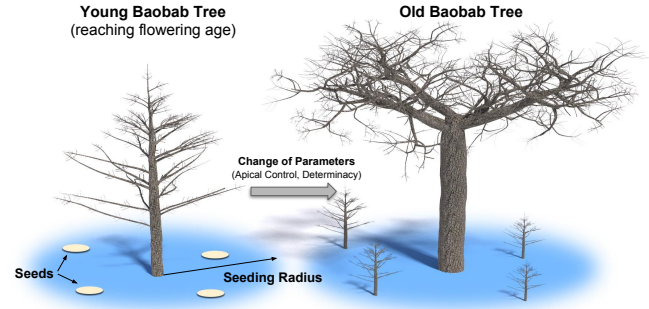 Young Baobab Tree
(reaching flowering age)
Old Baobab Tree
Change of Parameters
(Apical Control, Determinacy)
Seeds
Seeding Radius